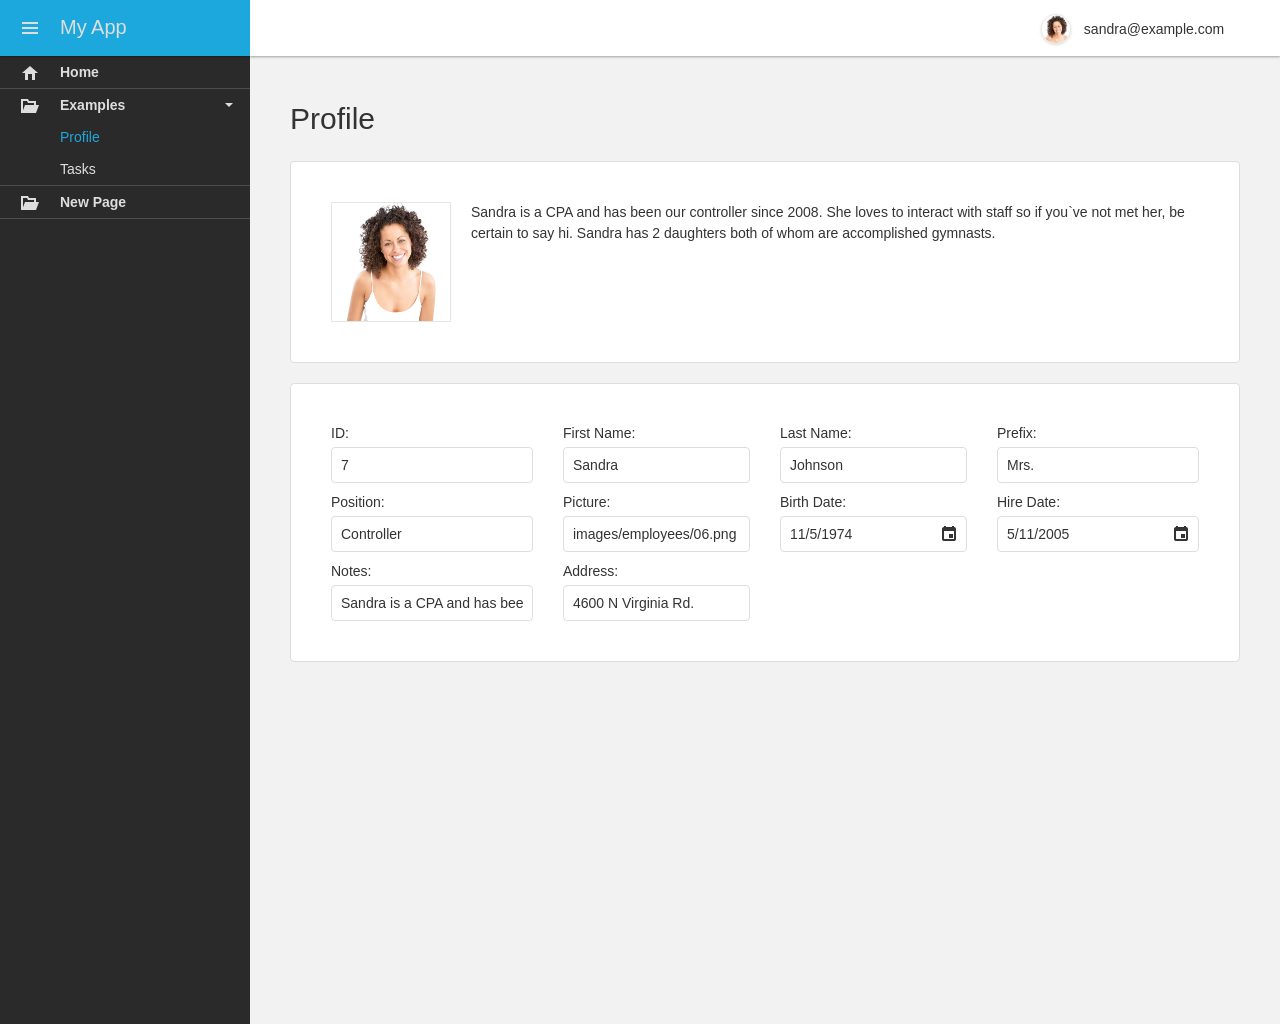 My App
sandra@example.com
Home
Examples
Profile
Tasks
New Page
Profile
Sandra is a CPA and has been our controller since 2008. She loves to interact with staff so if you`ve not met her, be
certain to say hi. Sandra has 2 daughters both of whom are accomplished gymnasts.
ID: First Name: Last Name: Prefix:
7 Sandra Johnson Mrs.
Position: Picture: Birth Date: Hire Date:
Controller images/employees/06.png 11/5/1974 5/11/2005
Notes: Address:
Sandra is a CPA and has bee 4600 N Virginia Rd.